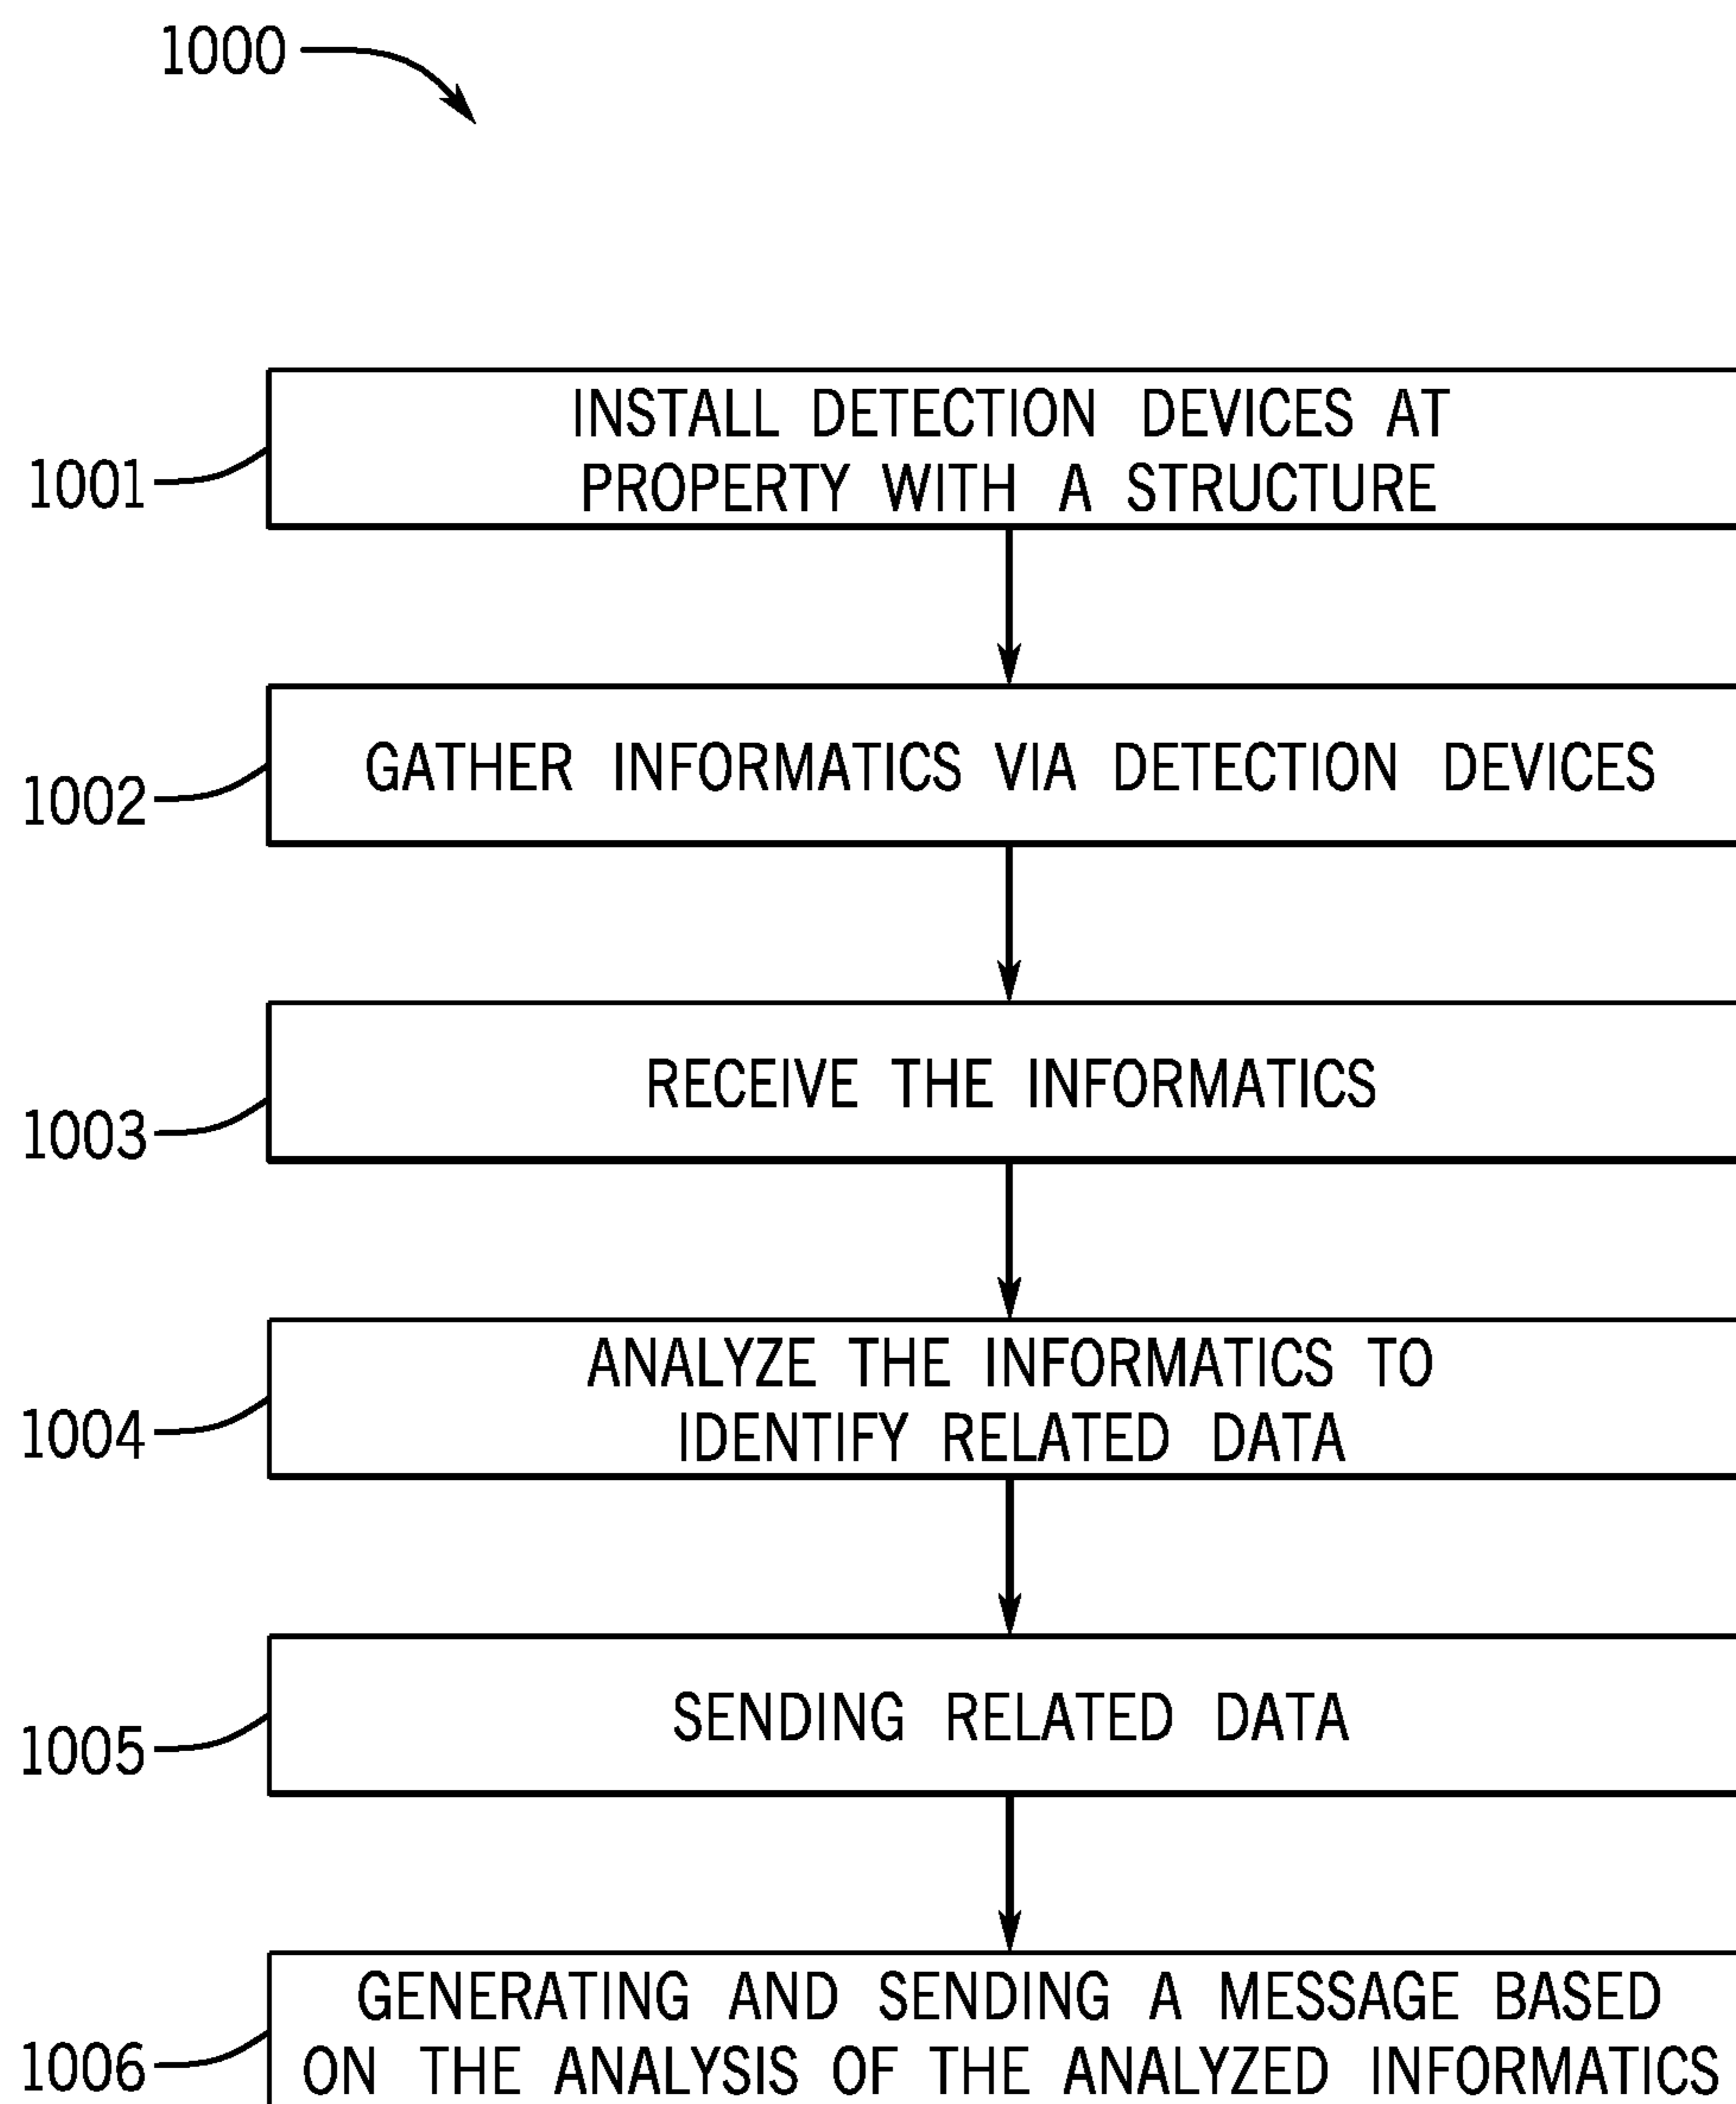 1000
INSTALL DETECTION DEVICES AT
PROPERTY WITH A STRUCTURE
1001
GATHER INFORMATICS VIA DETECTION DEVICES
1002
RECEIVE THE INFORMATICS
1003
ANALYZE THE INFORMATICS TO
IDENTIFY RELATED DATA
1004
SENDING RELATED DATA
1005
GENERATING AND SENDING A MESSAGE BASED
ON THE ANALYSIS OF THE ANALYZED INFORMATICS
1006